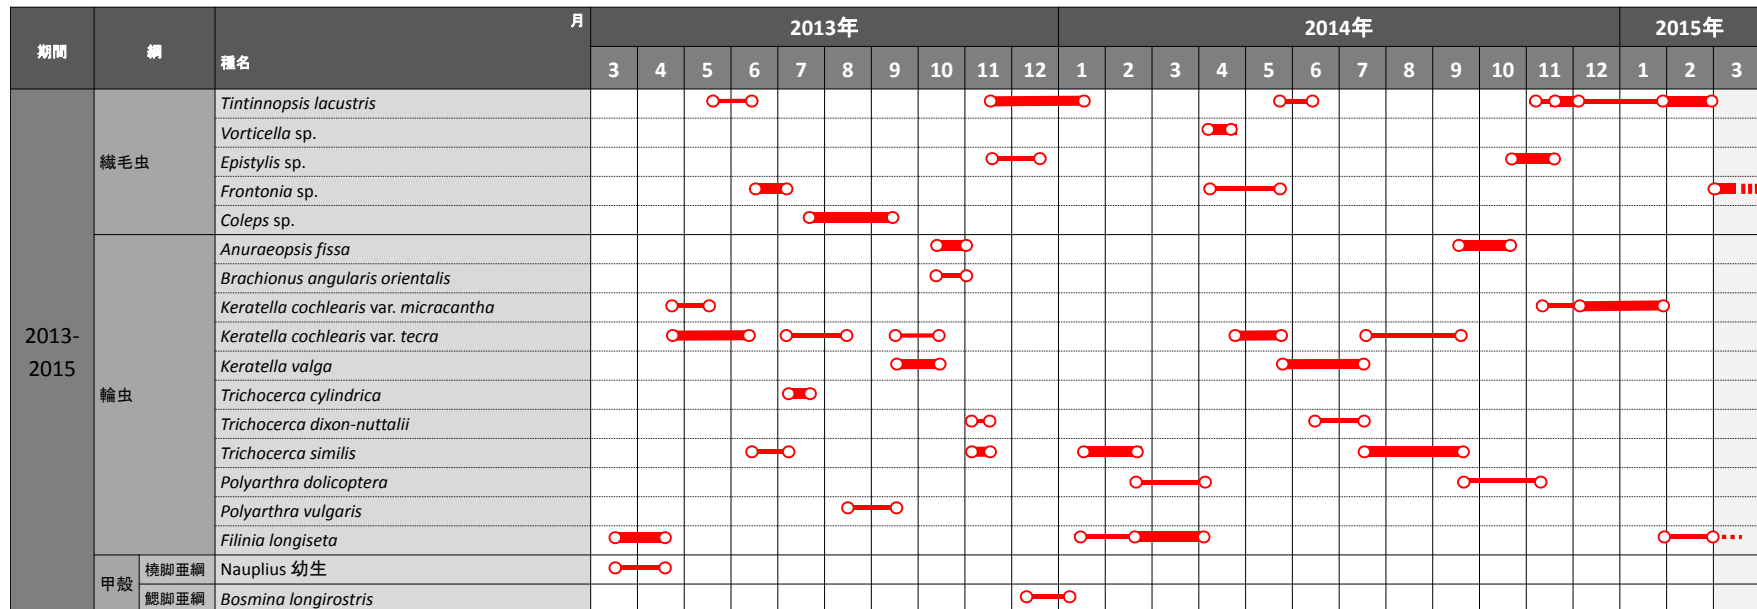 月
2013年 2014年 2015年
期間 綱 種名
3 4 5 6 7 8 9 10 11 12 1 2 3 4 5 6 7 8 9 10 11 12 1 2 3
2013-
2015
繊毛虫
Tintinnopsis lacustris
Vorticella sp.
Epistylis sp.
Frontonia sp.
Coleps sp.
輪虫
Anuraeopsis fissa
Brachionus angularis orientalis
Keratella cochlearis var. micracantha
Keratella cochlearis var. tecra
Keratella valga
Trichocerca cylindrica
Trichocerca dixon-nuttalii
Trichocerca similis
Polyarthra dolicoptera
Polyarthra vulgaris
Filinia longiseta
甲殻
橈脚亜綱 Nauplius 幼生
鰓脚亜綱 Bosmina longirostris